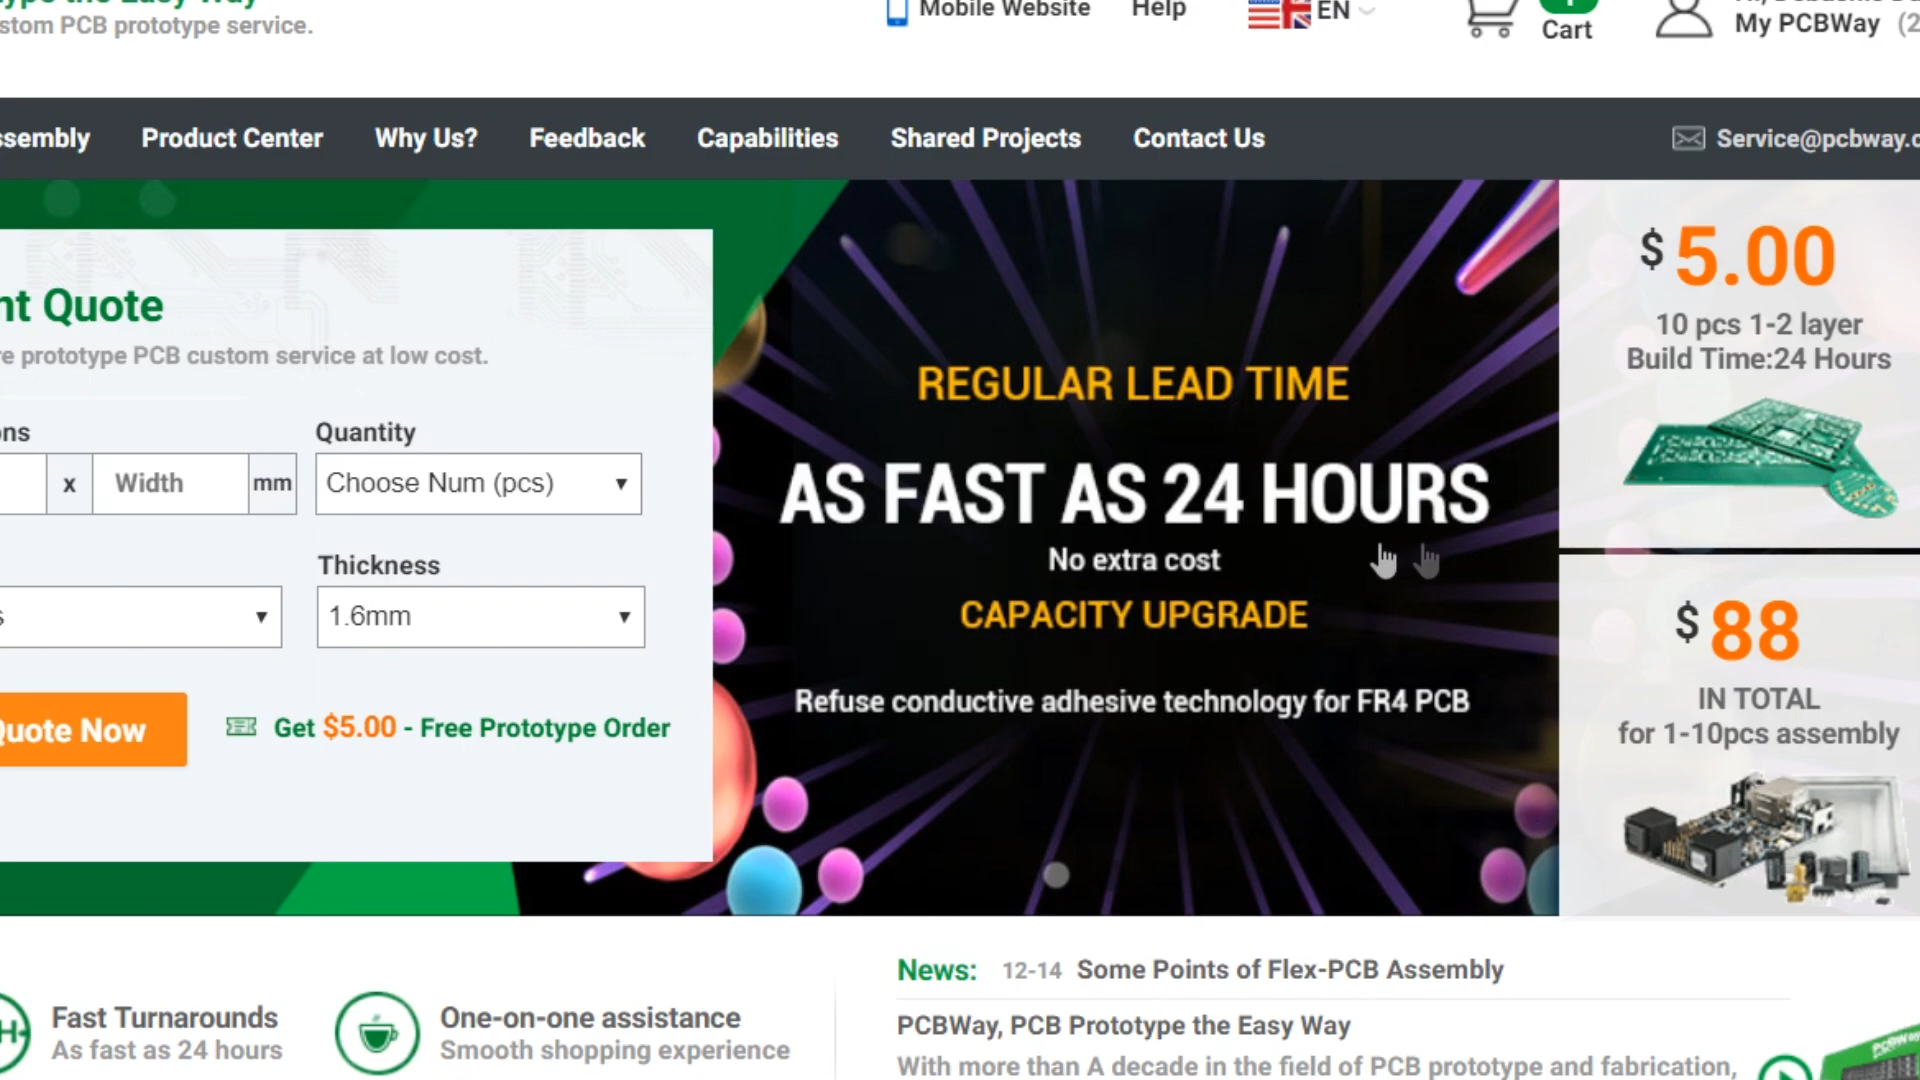 stom PCB prototype service.
Mobile Website
Help
EN
Cart
My PCBWay (2
ssembly
Product Center
Why Us?
Feedback
Capabilities
Shared Projects
Contact Us
Service@pcbway.c
nt Quote
re prototype PCB custom service at low cost.
ons
Quantity
x
Width
mm
Choose Num (pcs)
Thickness
s
1.6mm
Quote Now
Get $5.00 - Free Prototype Order
REGULAR LEAD TIME
AS FAST AS 24 HOURS
No extra cost
CAPACITY UPGRADE
Refuse conductive adhesive technology for FR4 PCB
$ 5.00
10 pcs 1-2 layer
Build Time:24 Hours
$ 88
IN TOTAL
for 1-10pcs assembly
H
Fast Turnarounds
As fast as 24 hours
One-on-one assistance
Smooth shopping experience
News: 12-14 Some Points of Flex-PCB Assembly
PCBWay, PCB Prototype the Easy Way
With more than A decade in the field of PCB prototype and fabrication,